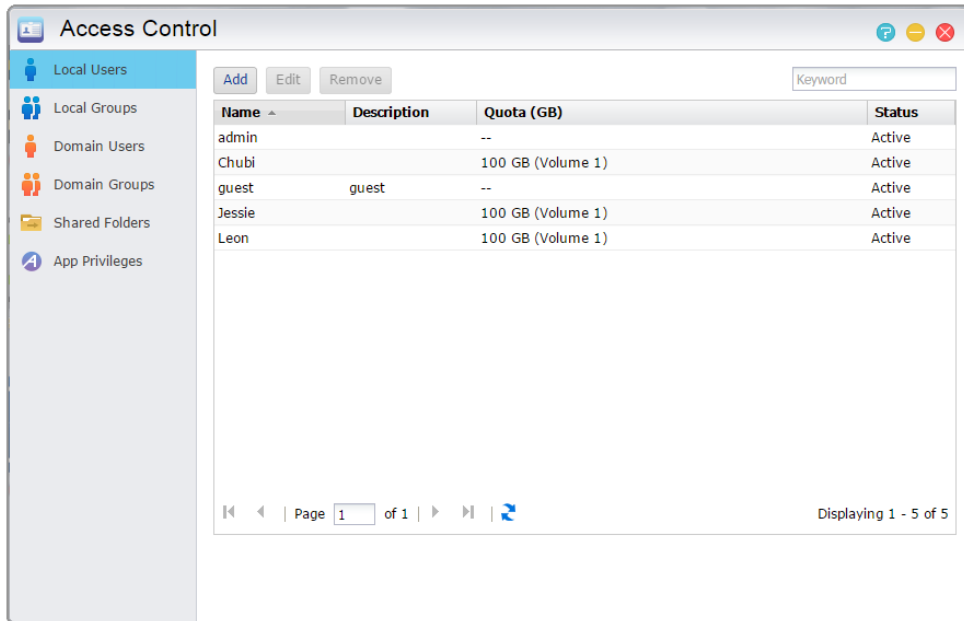 Access Control
Local Users
Local Groups
Domain Users
Domain Groups
Shared Folders
App Privileges
Add Edit Remove Keyword
Name Description Quota (GB) Status
admin -- Active
Chubi 100 GB (Volume 1) Active
guest guest -- Active
Jessie 100 GB (Volume 1) Active
Leon 100 GB (Volume 1) Active
Page 1 of 1 Displaying 1 - 5 of 5